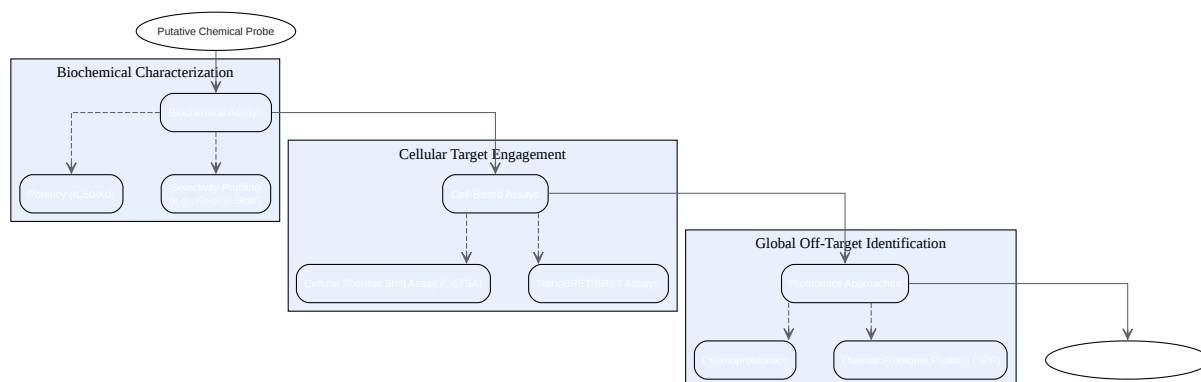 Putative Chemical Probe
Biochemical Characterization
Biochemical Assays
Potency (IC50/Kd)
Selectivity Profiling
(e.g., Kinome Scan)
Cellular Target Engagement
Cell-Based Assays
Cellular Thermal Shift Assay (CETSA)
NanoBRET/BRET Assays
Global Off-Target Identification
Proteomics Approaches
Chemoproteomics
Thermal Proteome Profiling (TPP)